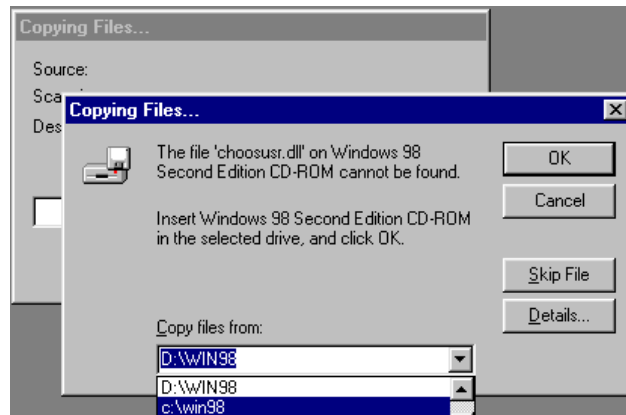 Copying Files...
Source:
Sca
Des
Copying Files...
The file 'choosusr.dll' on Windows 98
Second Edition CD-ROM cannot be found.
Insert Windows 98 Second Edition CD-ROM
in the selected drive, and click OK.
OK
Cancel
Skip File
Details...
Copy files from:
D:\WIN98
D:\WIN98
c:\win98